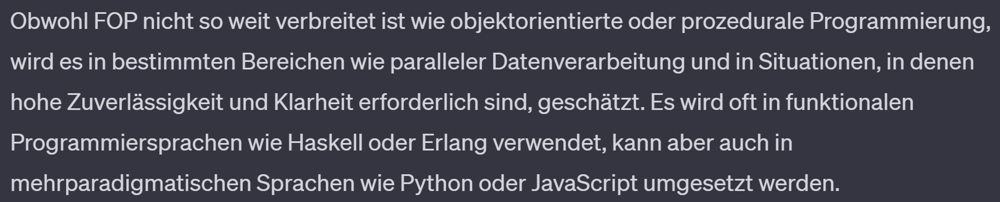 Obwohl FOP nicht so weit verbreitet ist wie objektorientierte oder prozedurale Programmierung,
wird es in bestimmten Bereichen wie paralleler Datenverarbeitung und in Situationen, in denen
hohe Zuverlässigkeit und Klarheit erforderlich sind, geschätzt. Es wird oft in funktionalen
Programmiersprachen wie Haskell oder Erlang verwendet, kann aber auch in
mehrparadigmatischen Sprachen wie Python oder JavaScript umgesetzt werden.